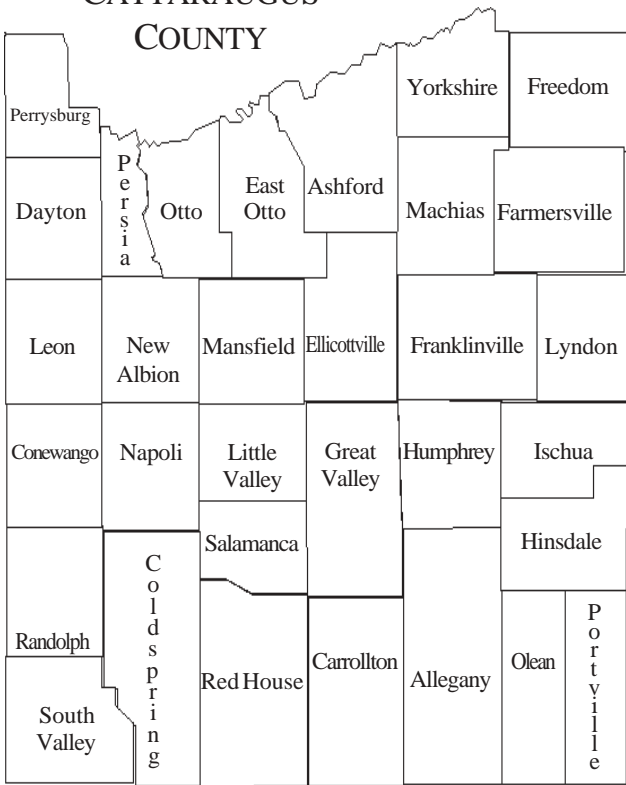 CATTARAUGUS
COUNTY
Yorkshire
Freedom
Perrysburg
Persia
Dayton
Otto
East
Otto
Ashford
Machias
Farmersville
Leon
New
Albion
Mansfield
Ellicottville
Franklinville
Lyndon
Conewango
Napoli
Little
Valley
Great
Valley
Humphrey
Ischua
Salamanca
Hinsdale
Coldspring
Randolph
Red House
Carrollton
Allegany
Olean
Portville
South
Valley